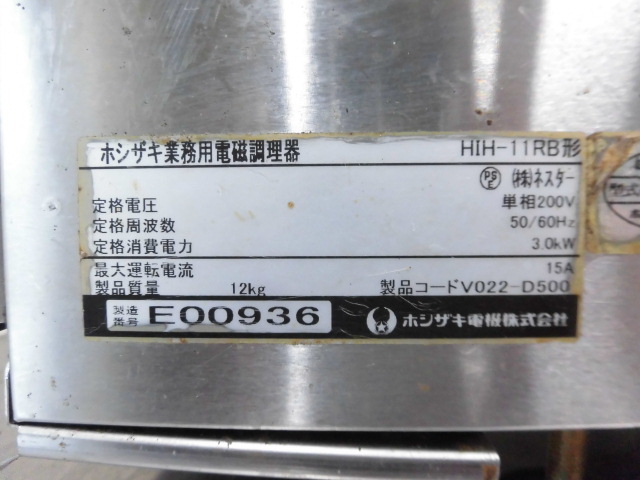 ホシザキ業務用電磁調理器 HIH-11RB形
PS E (株)ネスター
定格電圧 単相200V
定格周波数 50/60Hz
定格消費電力 3.0kW
最大運転電流 15A
製品質量 12kg 製品コードV022-D500
製造番号 E00936 ホシザキ電機株式会社